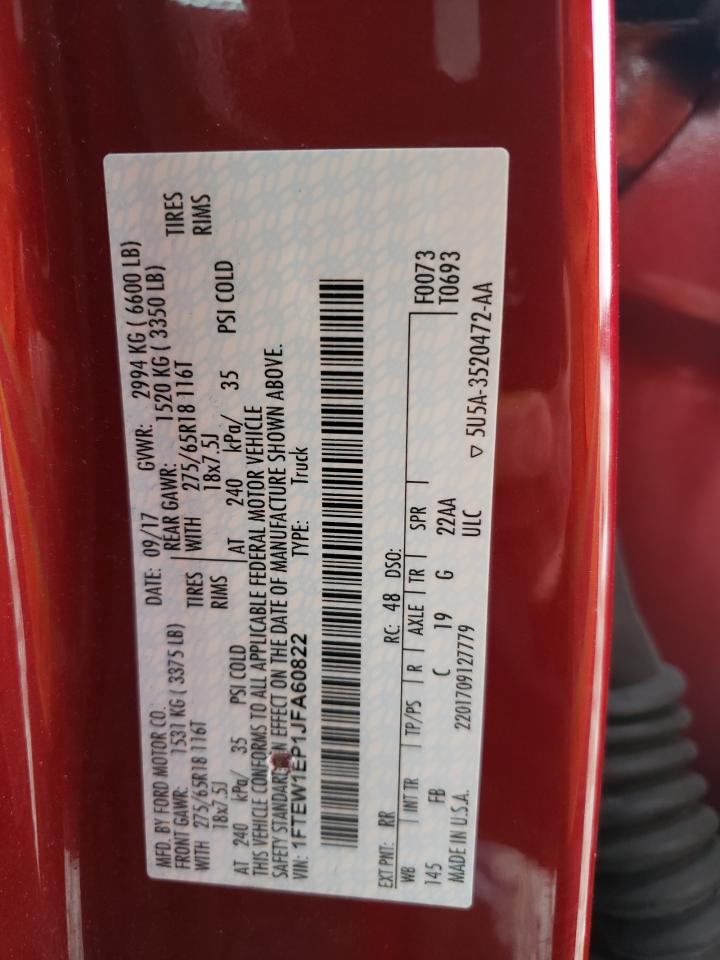 MFD. BY FORD MOTOR CO.
DATE: 09/17 GVWR: 2994 KG ( 6600 LB)
FRONT GAWR: 1531 KG ( 3375 LB) REAR GAWR: 1520 KG ( 3350 LB)
WITH 275/65R18 116T TIRES WITH 275/65R18 116T TIRES
18x7.5J RIMS 18x7.5J RIMS
AT 240 kPa/ 35 PSI COLD AT 240 kPa/ 35 PSI COLD
THIS VEHICLE CONFORMS TO ALL APPLICABLE FEDERAL MOTOR VEHICLE
SAFETY STANDARDS IN EFFECT ON THE DATE OF MANUFACTURE SHOWN ABOVE.
VIN: 1FTEW1EP1JFA60822 TYPE: Truck
EXT PNT: RR RC: 48 DSO: F0073
WB INT TR TP/PS R AXLE TR SPR T0693
145 FB C 19 G 22AA
MADE IN U.S.A. 2201709127779 ULC ▽ 5U5A-3520472-AA